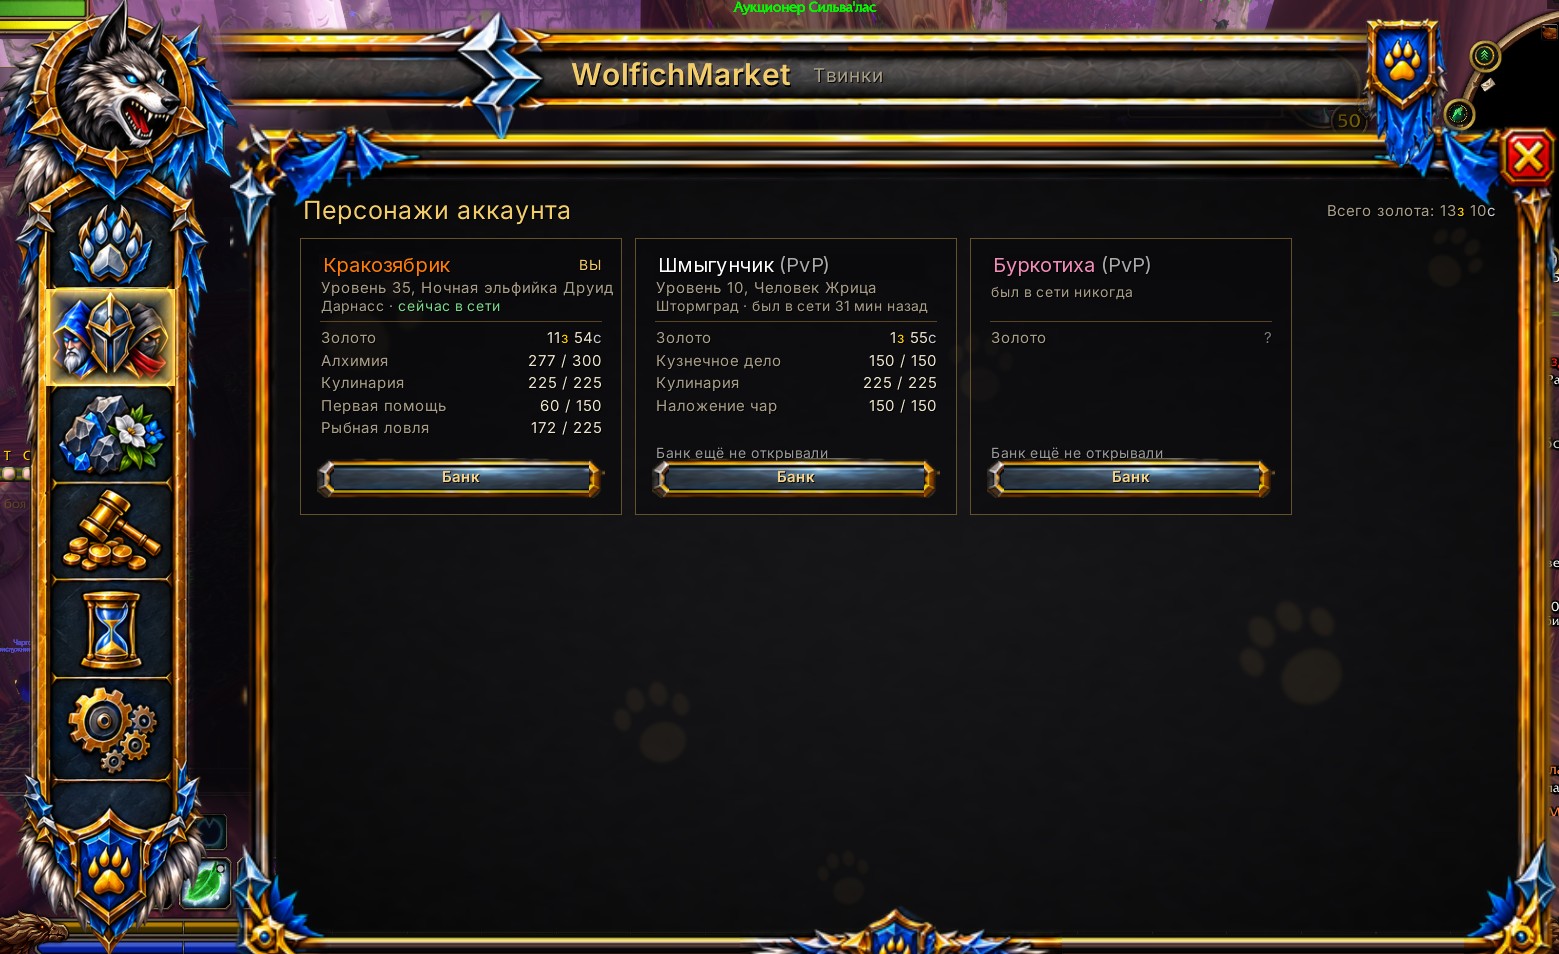 Аукционер Сильва'лас
WolfichMarket Твинки
50
Персонажи аккаунта
Всего золота: 13з 10с
Кракозябрик ВЫ
Уровень 35, Ночная эльфийка Друид
Дарнасс · сейчас в сети
Золото 11з 54с
Алхимия 277 / 300
Кулинария 225 / 225
Первая помощь 60 / 150
Рыбная ловля 172 / 225
Банк
Шмыгунчик (PvP)
Уровень 10, Человек Жрица
Штормград · был в сети 31 мин назад
Золото 1з 55с
Кузнечное дело 150 / 150
Кулинария 225 / 225
Наложение чар 150 / 150
Банк ещё не открывали
Банк
Буркотиха (PvP)
был в сети никогда
Золото ?
Банк ещё не открывали
Банк